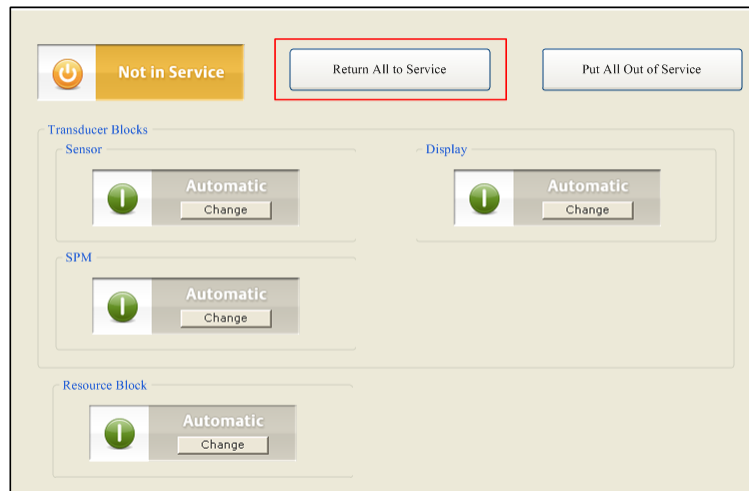 Not in Service
Return All to Service
Put All Out of Service
Transducer Blocks
Sensor
Automatic
Change
Display
Automatic
Change
SPM
Automatic
Change
Resource Block
Automatic
Change